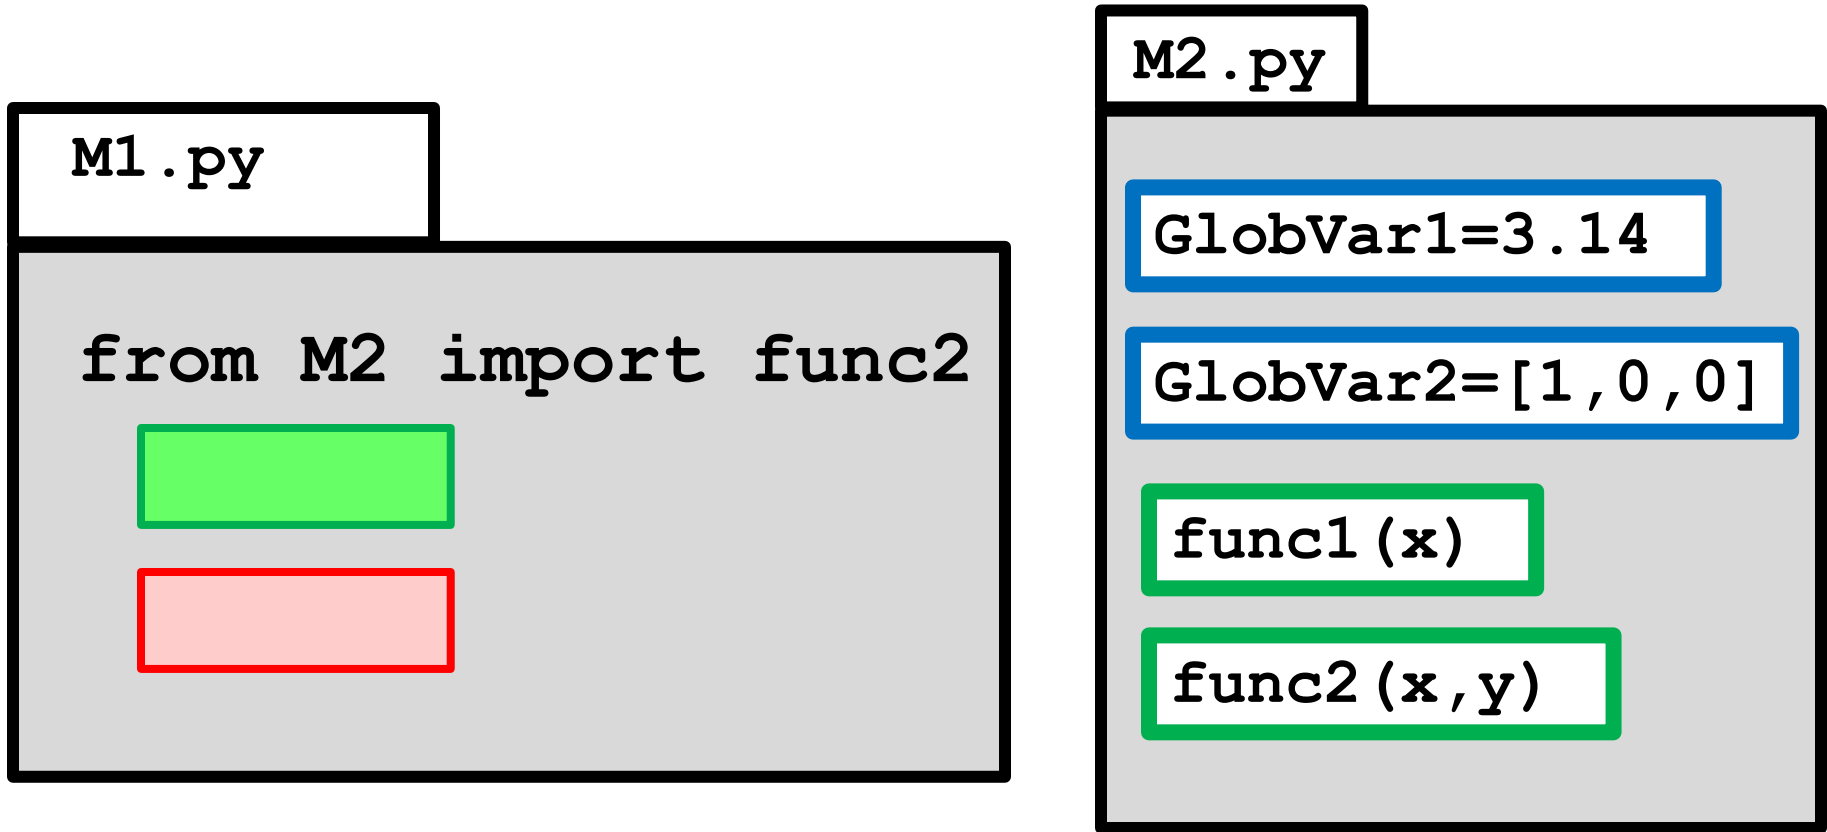 M1.py
from M2 import func2
M2.py
GlobVar1=3.14
GlobVar2=[1,0,0]
func1(x)
func2(x,y)